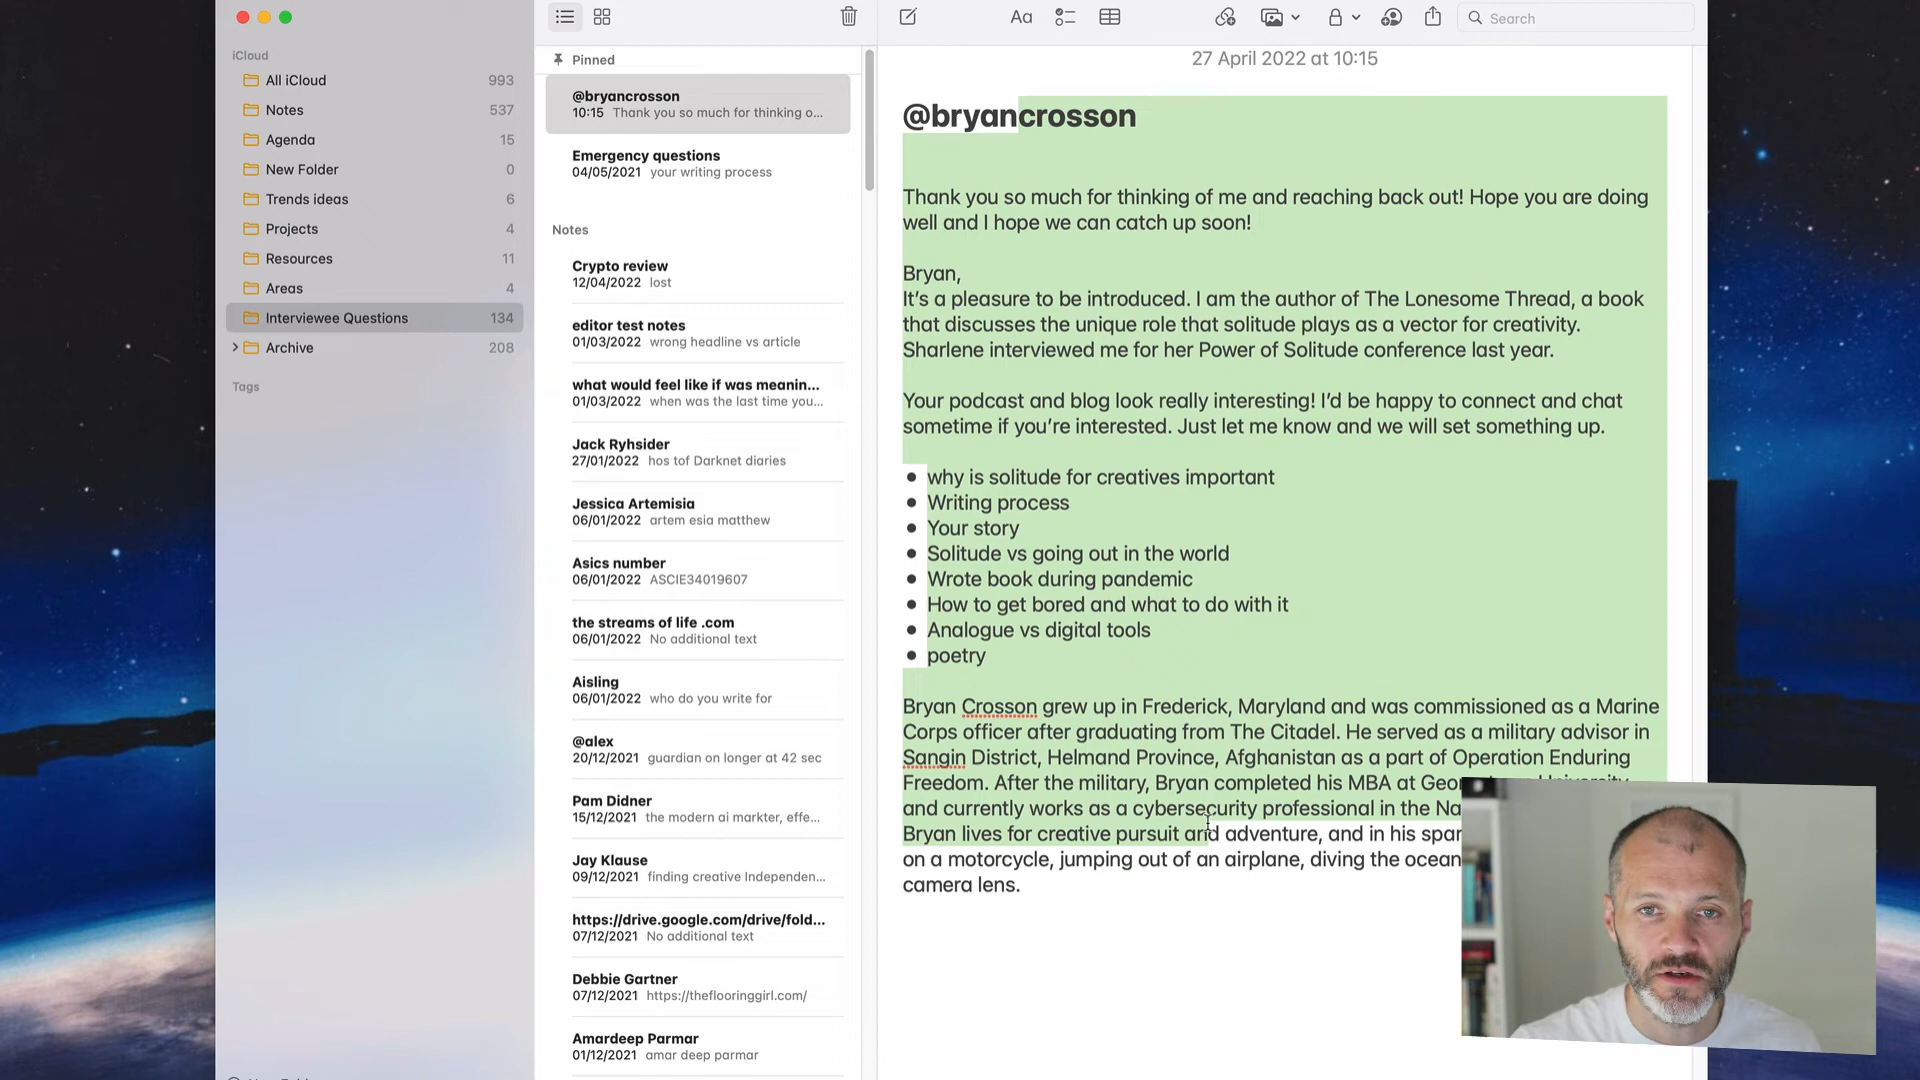 iCloud
All iCloud 993
Notes 537
Agenda 15
New Folder 0
Trends ideas 6
Projects 4
Resources 11
Areas 4
Interviewee Questions 134
Archive 208
Tags
Pinned
@bryancrosson
10:15 Thank you so much for thinking o...
Emergency questions
04/05/2021 your writing process
Notes
Crypto review
12/04/2022 lost
editor test notes
01/03/2022 wrong headline vs article
what would feel like if was meanin...
01/03/2022 when was the last time you...
Jack Ryhsider
27/01/2022 hos tof Darknet diaries
Jessica Artemisia
06/01/2022 artem esia matthew
Asics number
06/01/2022 ASCIE34019607
the streams of life .com
06/01/2022 No additional text
Aisling
06/01/2022 who do you write for
@alex
20/12/2021 guardian on longer at 42 sec
Pam Didner
15/12/2021 the modern ai markter, effe...
Jay Klause
09/12/2021 finding creative Independen...
https://drive.google.com/drive/fold...
07/12/2021 No additional text
Debbie Gartner
07/12/2021 https://theflooringgirl.com/
Amardeep Parmar
01/12/2021 amar deep parmar
Aa
Search
27 April 2022 at 10:15
@bryancrosson
Thank you so much for thinking of me and reaching back out! Hope you are doing
well and I hope we can catch up soon!
Bryan,
It's a pleasure to be introduced. I am the author of The Lonesome Thread, a book
that discusses the unique role that solitude plays as a vector for creativity.
Sharlene interviewed me for her Power of Solitude conference last year.
Your podcast and blog look really interesting! I'd be happy to connect and chat
sometime if you're interested. Just let me know and we will set something up.
• why is solitude for creatives important
• Writing process
• Your story
• Solitude vs going out in the world
• Wrote book during pandemic
• How to get bored and what to do with it
• Analogue vs digital tools
• poetry
Bryan Crosson grew up in Frederick, Maryland and was commissioned as a Marine
Corps officer after graduating from The Citadel. He served as a military advisor in
Sangin District, Helmand Province, Afghanistan as a part of Operation Enduring
Freedom. After the military, Bryan completed his MBA at
and currently works as a cybersecurity professional in the
Bryan lives for creative pursuit and adventure, and in his
on a motorcycle, jumping out of an airplane, diving the ocean
camera lens.